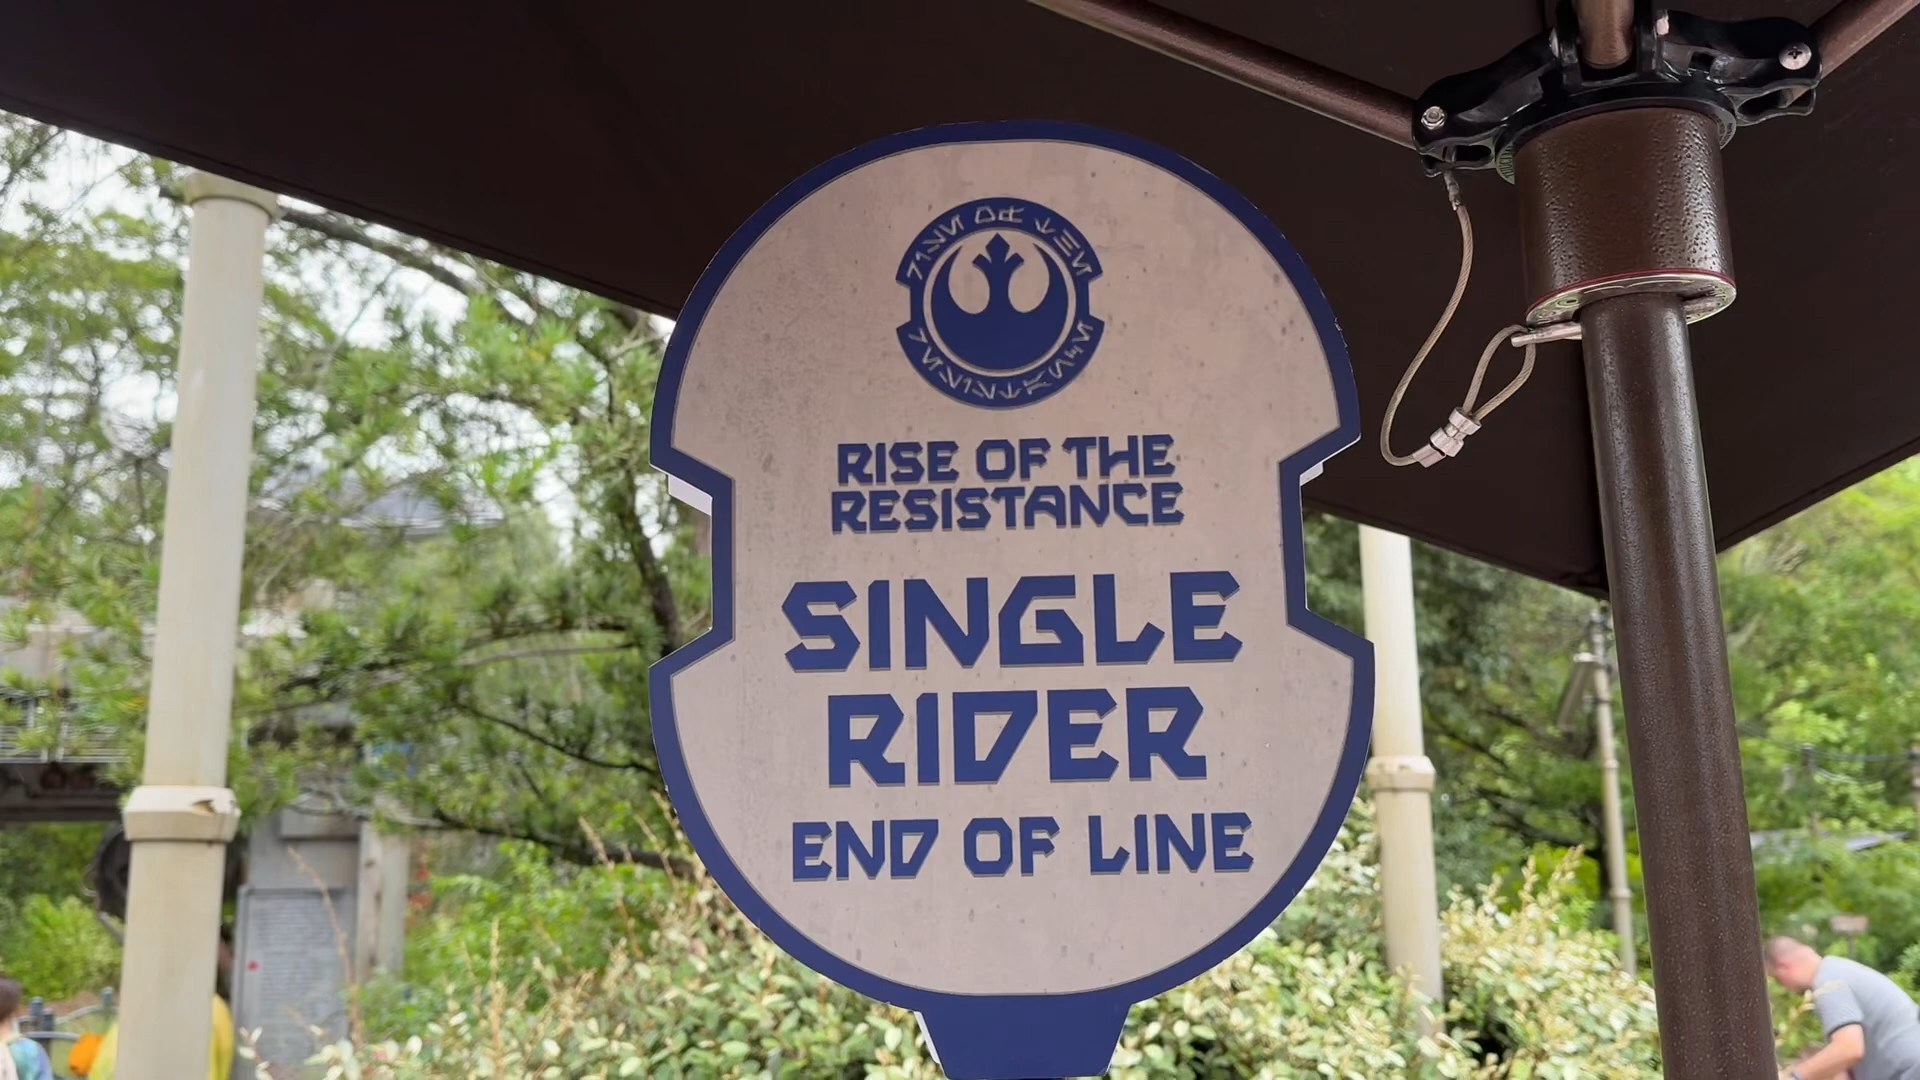 RISE OF THE
RESISTANCE
SINGLE
RIDER
END OF LINE